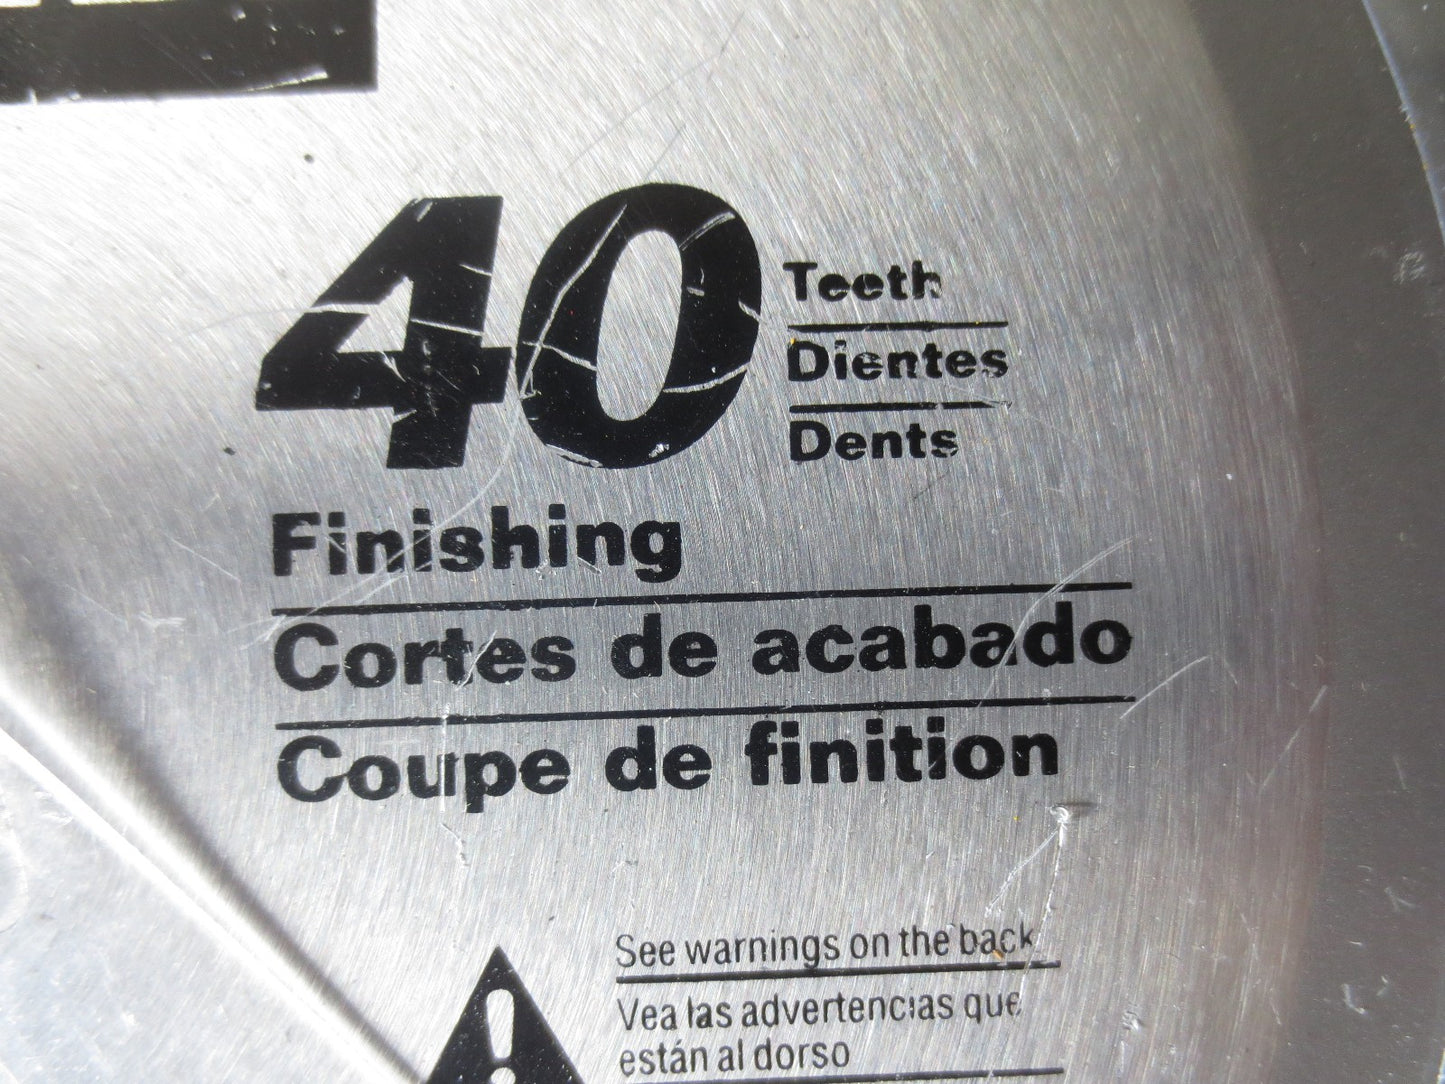 40 Teeth
Dientes
Dents
Finishing
Cortes de acabado
Coupe de finition
See warnings on the back
Vea las advertencias que
están al dorso